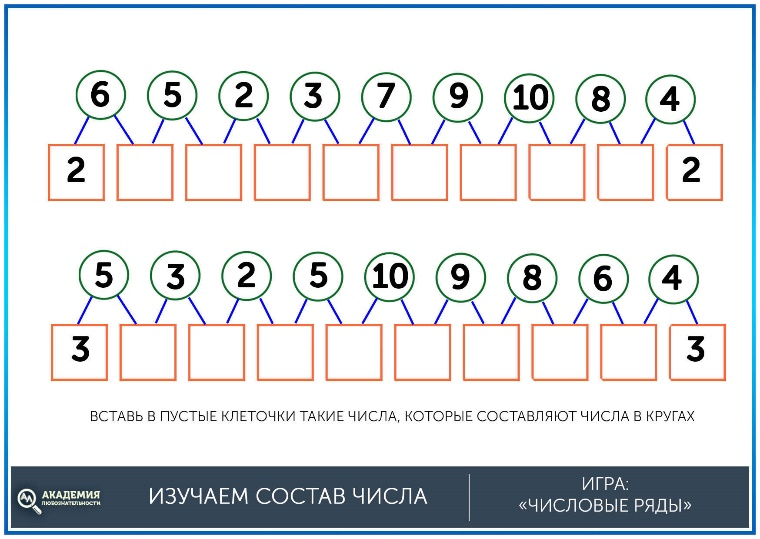 6 5 2 3 7 9 10 8 4
2 2
5 3 2 5 10 9 8 6 4
3 3
ВСТАВЬ В ПУСТЫЕ КЛЕТОЧКИ ТАКИЕ ЧИСЛА, КОТОРЫЕ СОСТАВЛЯЮТ ЧИСЛА В КРУГАХ
АКАДЕМИЯ
ЛЮБОЗНАТЕЛЬНОСТИ
ИЗУЧАЕМ СОСТАВ ЧИСЛА
ИГРА:
«ЧИСЛОВЫЕ РЯДЫ»